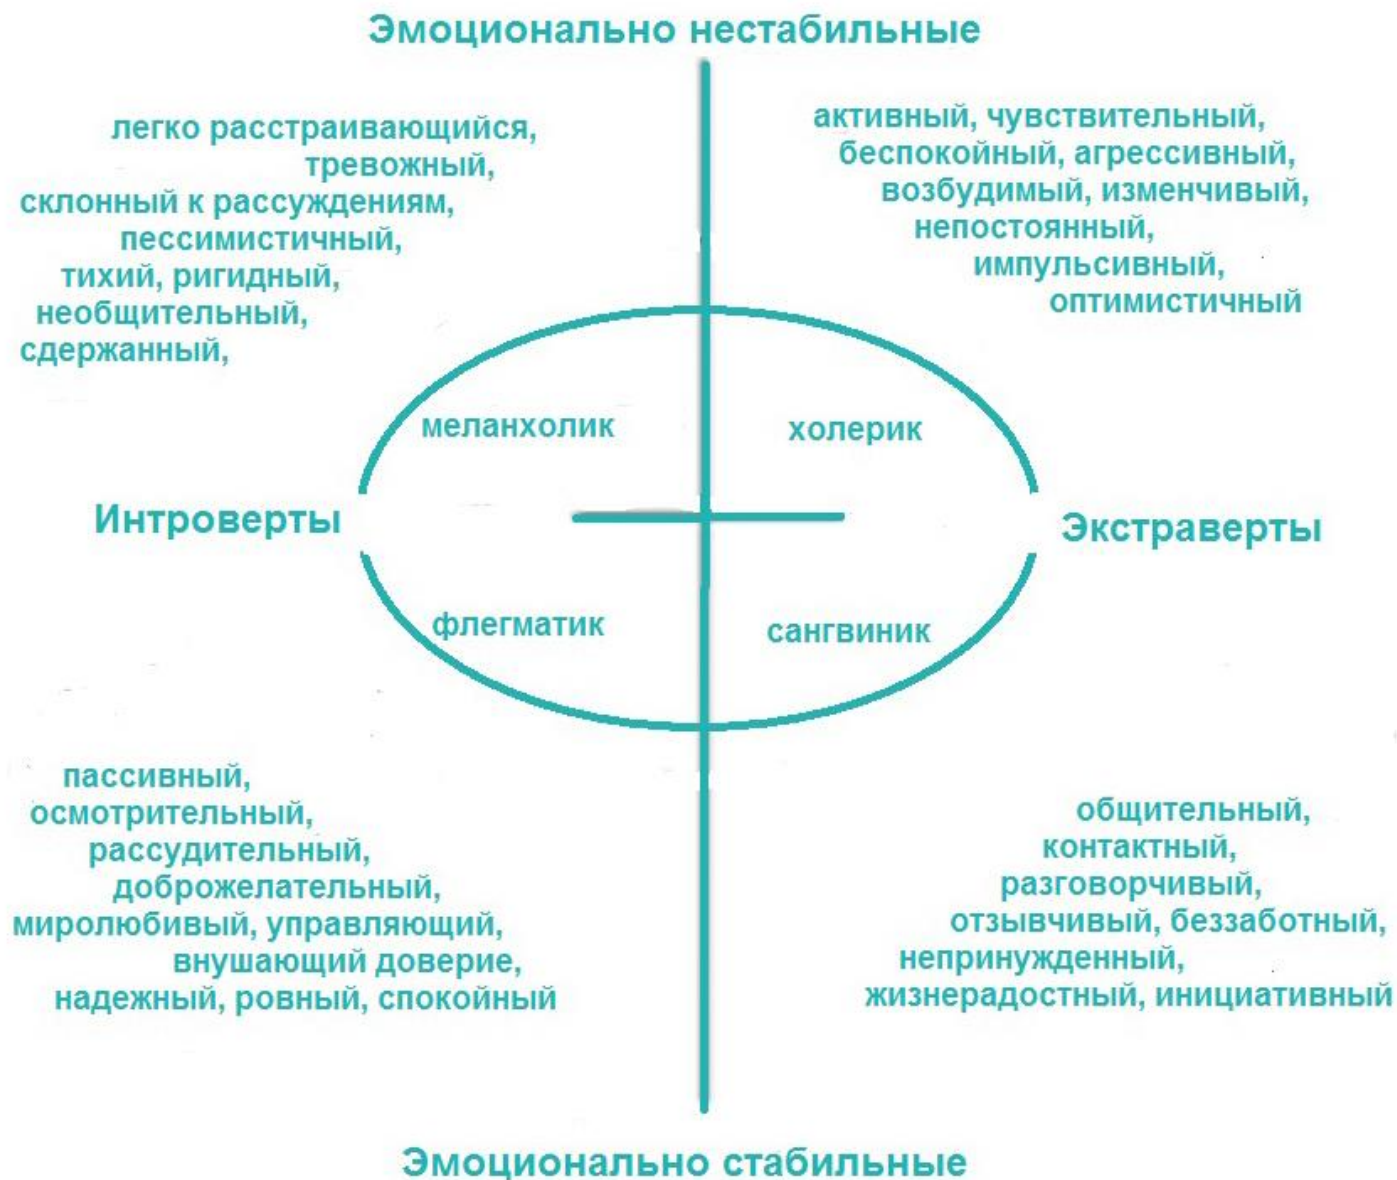 Эмоционально нестабильные
легко расстраивающийся,
тревожный,
склонный к рассуждениям,
пессимистичный,
тихий, ригидный,
необщительный,
сдержанный,
активный, чувствительный,
беспокойный, агрессивный,
возбудимый, изменчивый,
непостоянный,
импульсивный,
оптимистичный
меланхолик
холерик
Интроверты
Экстраверты
флегматик
сангвиник
пассивный,
осмотрительный,
рассудительный,
доброжелательный,
миролюбивый, управляющий,
внушающий доверие,
надежный, ровный, спокойный
общительный,
контактный,
разговорчивый,
отзывчивый, беззаботный,
непринужденный,
жизнерадостный, инициативный
Эмоционально стабильные